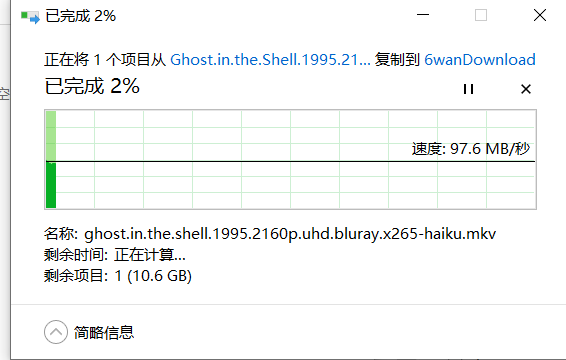 已完成 2%
正在将 1 个项目从 Ghost.in.the.Shell.1995.21... 复制到 6wanDownload
已完成 2%
速度: 97.6 MB/秒
名称: ghost.in.the.shell.1995.2160p.uhd.bluray.x265-haiku.mkv
剩余时间: 正在计算...
剩余项目: 1 (10.6 GB)
简略信息